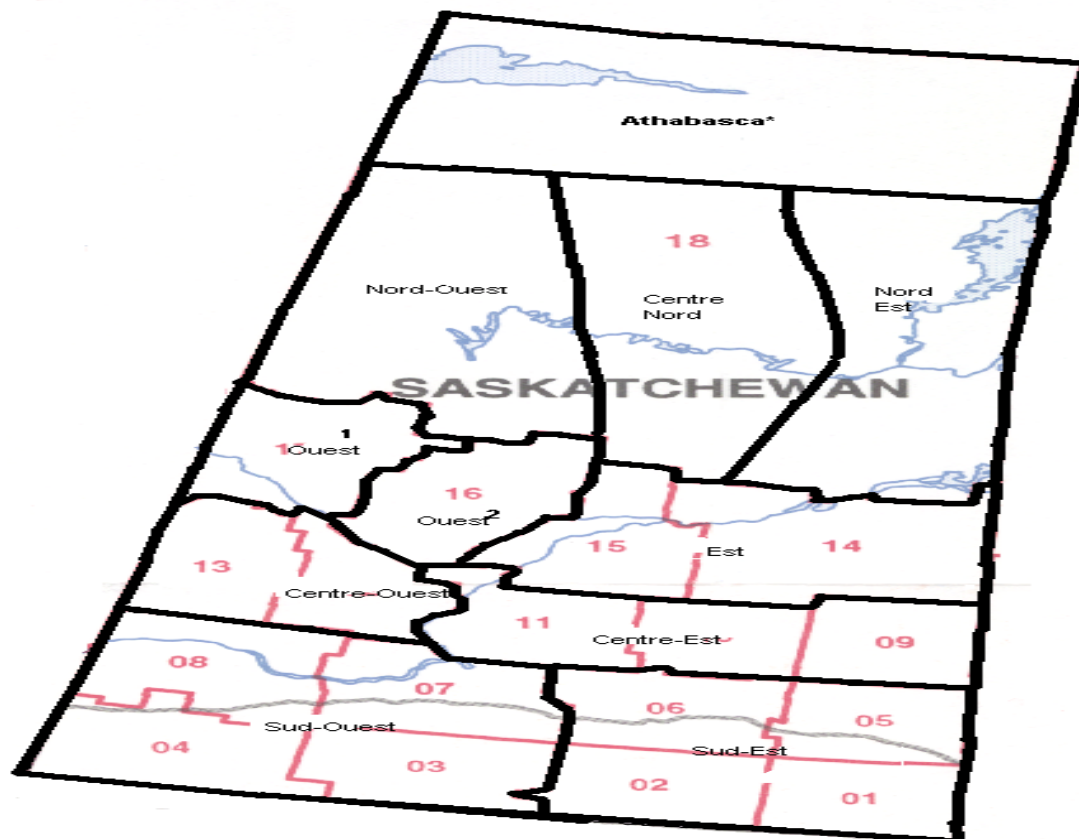 Athabasca*
18
Nord-Ouest
Centre
Nord
Nord
Est
SASKATCHEWAN
1
Ouest
16
Ouest2
15
Est
14
13
Centre-Ouest
11
Centre-Est
09
08
07
06
05
Sud-Ouest
Sud-Est
04
03
02
01